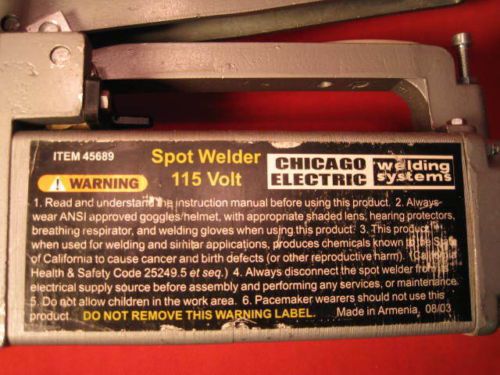 ITEM 45689
Spot Welder
115 Volt
CHICAGO
ELECTRIC
welding
systems
WARNING
1. Read and understand the instruction manual before using this product. 2. Always
wear ANSI approved goggles/helmet, with appropriate shaded lens, hearing protectors,
breathing respirator, and welding gloves when using this product. 3. This product,
when used for welding and similar applications, produces chemicals known to the State
of California to cause cancer and birth defects (or other reproductive harm). (California
Health & Safety Code 25249.5 et seq.) 4. Always disconnect the spot welder from its
electrical supply source before assembly and performing any services, or maintenance.
5. Do not allow children in the work area. 6. Pacemaker wearers should not use this
product. DO NOT REMOVE THIS WARNING LABEL. Made in Armenia, 08/03